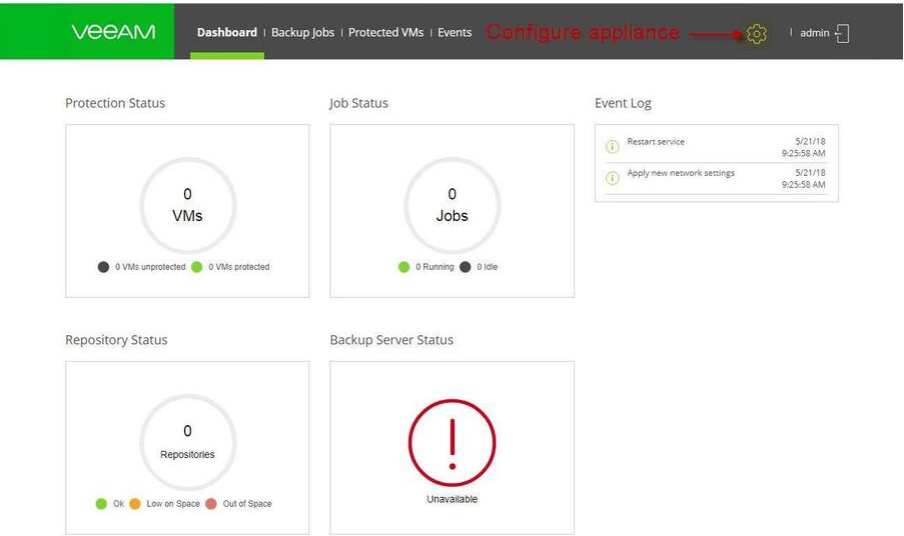 veeAM
Dashboard | Backup Jobs | Protected VMs | Events Configure appliance | admin
Protection Status
0
VMs
0 VMs unprotected 0 VMs protected
Job Status
0
Jobs
0 Running 0 Idle
Event Log
Restart service 5/21/18
9:25:58 AM
Apply new network settings 5/21/18
9:25:58 AM
Repository Status
0
Repositories
Ok Low on Space Out of Space
Backup Server Status
!
Unavailable